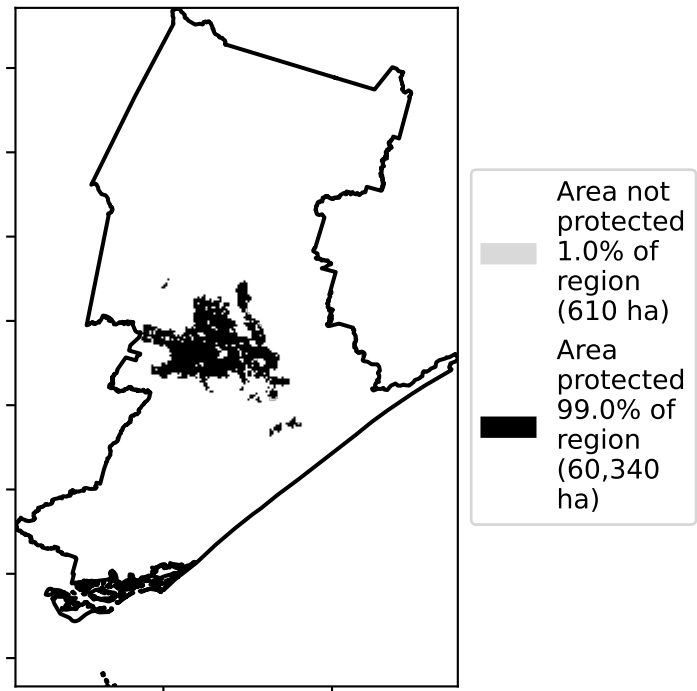 Area not
protected
1.0% of
region
(610 ha)
Area
protected
99.0% of
region
(60,340
ha)